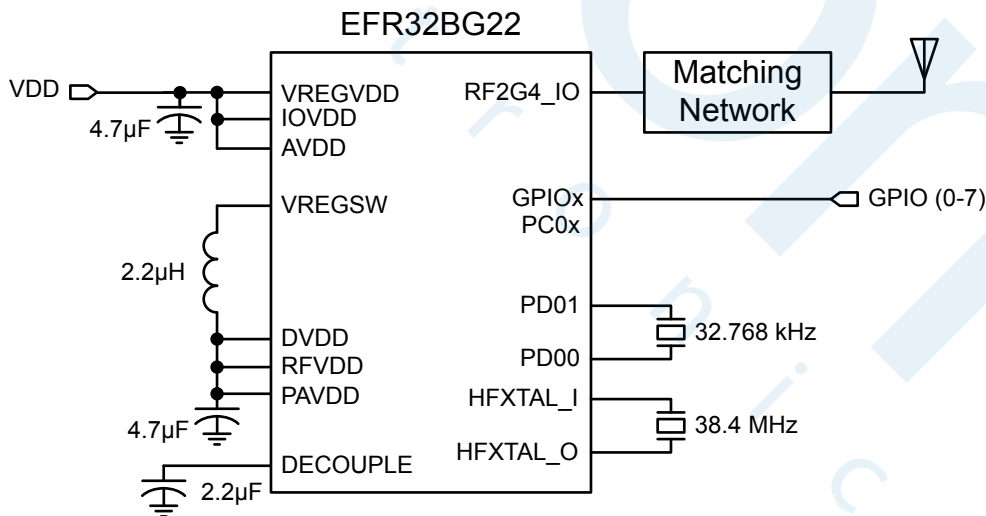 EFR32BG22
VDD
4.7µF
VREGVDD
IOVDD
AVDD
RF2G4_IO
Matching
Network
VREGSW
GPIOx
PC0x
GPIO (0-7)
2.2µH
PD01
32.768 kHz
DVDD
RFVDD
PAVDD
PD00
HFXTAL_I
38.4 MHz
4.7µF
HFXTAL_O
DECOUPLE
2.2µF